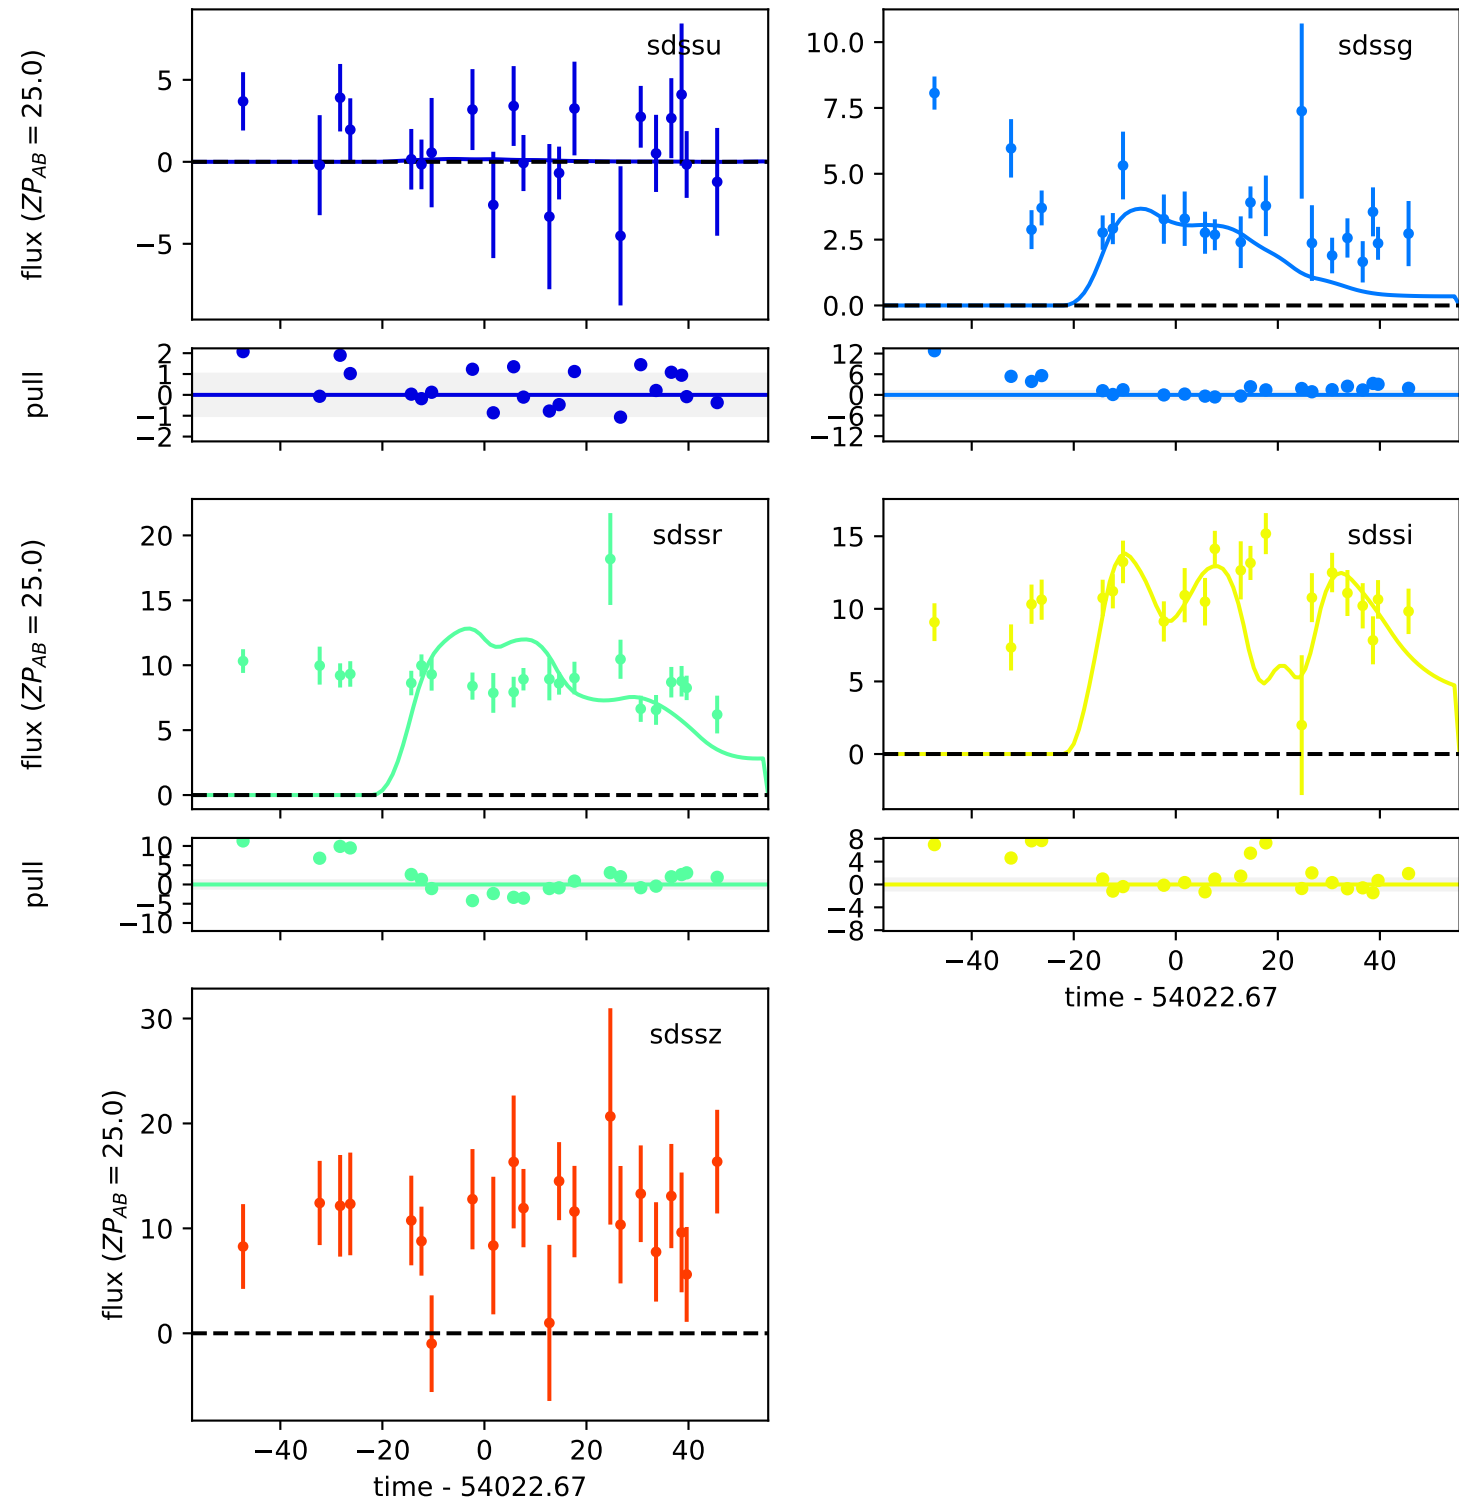 sdssu
flux (ZP_AB = 25.0)
5
0
−5
sdssg
10.0
7.5
5.0
2.5
0.0
pull
2
1
0
−1
−2
12
6
0
−6
−12
sdssr
flux (ZP_AB = 25.0)
20
15
10
5
0
sdssi
15
10
5
0
pull
10
5
0
−5
−10
8
4
0
−4
−8
−40 −20 0 20 40
time - 54022.67
sdssz
flux (ZP_AB = 25.0)
30
20
10
0
−40 −20 0 20 40
time - 54022.67